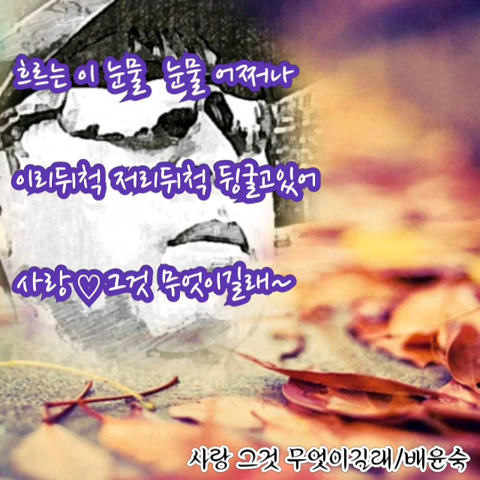 흐르는 이 눈물 눈물 어쩌나
이리뒤척 저리뒤척 뒹굴고있어
사랑♡그것 무엇이길래~
사랑 그것 무엇이길래/배윤숙